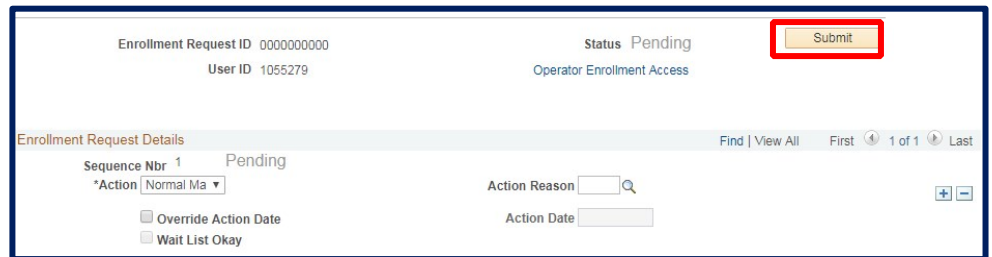 Enrollment Request ID 0000000000 Status Pending Submit
User ID 1055279 Operator Enrollment Access
Enrollment Request Details Find | View All First 1 of 1 Last
Sequence Nbr 1 Pending
*Action Normal Ma Action Reason
Override Action Date Action Date
Wait List Okay